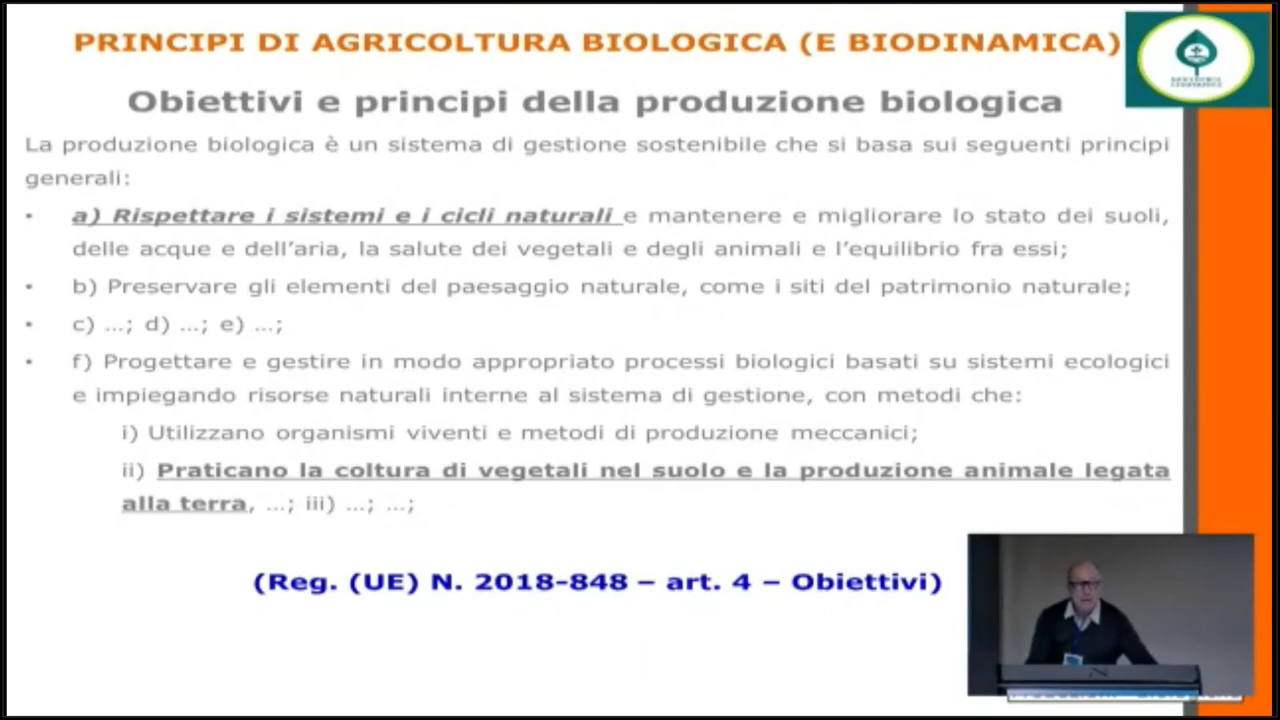 PRINCIPI DI AGRICOLTURA BIOLOGICA (E BIODINAMICA)
Obiettivi e principi della produzione biologica
La produzione biologica è un sistema di gestione sostenibile che si basa sui seguenti principi
generali:
• a) Rispettare i sistemi e i cicli naturali e mantenere e migliorare lo stato dei suoli,
delle acque e dell'aria, la salute dei vegetali e degli animali e l'equilibrio fra essi;
• b) Preservare gli elementi del paesaggio naturale, come i siti del patrimonio naturale;
• c) ...; d) ...; e) ...;
• f) Progettare e gestire in modo appropriato processi biologici basati su sistemi ecologici
e impiegando risorse naturali interne al sistema di gestione, con metodi che:
i) Utilizzano organismi viventi e metodi di produzione meccanici;
ii) Praticano la coltura di vegetali nel suolo e la produzione animale legata
alla terra, ...; iii) ...; ...;
(Reg. (UE) N. 2018-848 – art. 4 – Obiettivi)